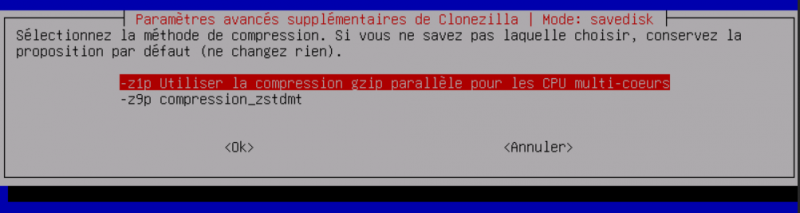 Paramètres avancés supplémentaires de Clonezilla | Mode: savedisk
Sélectionnez la méthode de compression. Si vous ne savez pas laquelle choisir, conservez la
proposition par défaut (ne changez rien).
-z1p Utiliser la compression gzip parallèle pour les CPU multi-coeurs
-z9p compression_zstdmt
<Ok> <Annuler>